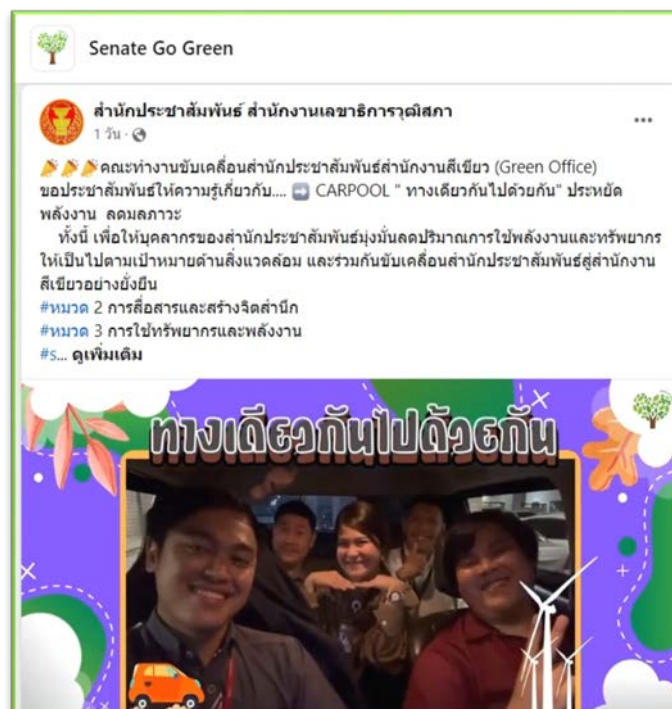 Senate Go Green
สำนักประชาสัมพันธ์ สำนักงานเลขาธิการวุฒิสภา
1 วัน ·
🎉🎉🎉คณะทำงานขับเคลื่อนสำนักประชาสัมพันธ์สำนักงานสีเขียว (Green Office)
ขอประชาสัมพันธ์ให้ความรู้เกี่ยวกับ.... ➡️ CARPOOL " ทางเดียวกันไปด้วยกัน" ประหยัด
พลังงาน ลดมลภาวะ
ทั้งนี้ เพื่อให้บุคลากรของสำนักประชาสัมพันธ์มุ่งมั่นลดปริมาณการใช้พลังงานและทรัพยากร
ให้เป็นไปตามเป้าหมายด้านสิ่งแวดล้อม และร่วมกันขับเคลื่อนสำนักประชาสัมพันธ์สู่สำนักงาน
สีเขียวอย่างยั่งยืน
#หมวด 2 การสื่อสารและสร้างจิตสำนึก
#หมวด 3 การใช้ทรัพยากรและพลังงาน
#s... ดูเพิ่มเติม
ทางเดียวกันไปด้วยกัน